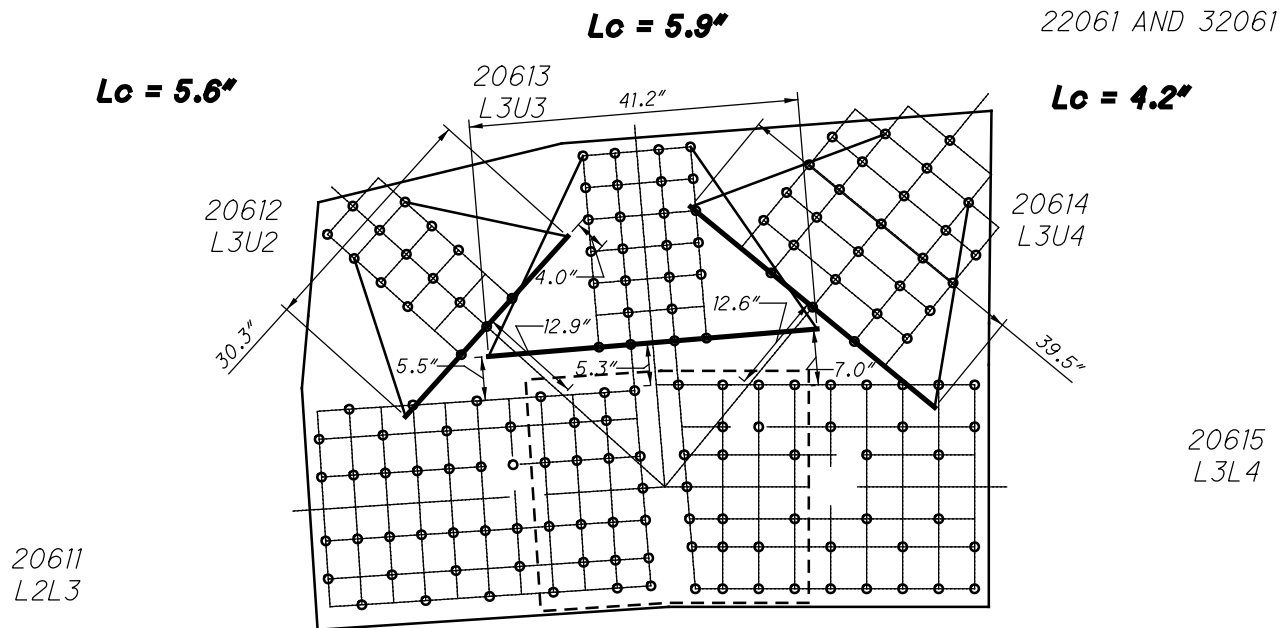 Lc = 5.9"
22061 AND 32061
20613
L3U3
Lc = 5.6"
41.2"
Lc = 4.2"
20612
L3U2
20614
L3U4
4.0"
12.9"
12.6"
30.3"
5.5"
5.3"
7.0"
39.5"
20615
L3L4
20611
L2L3